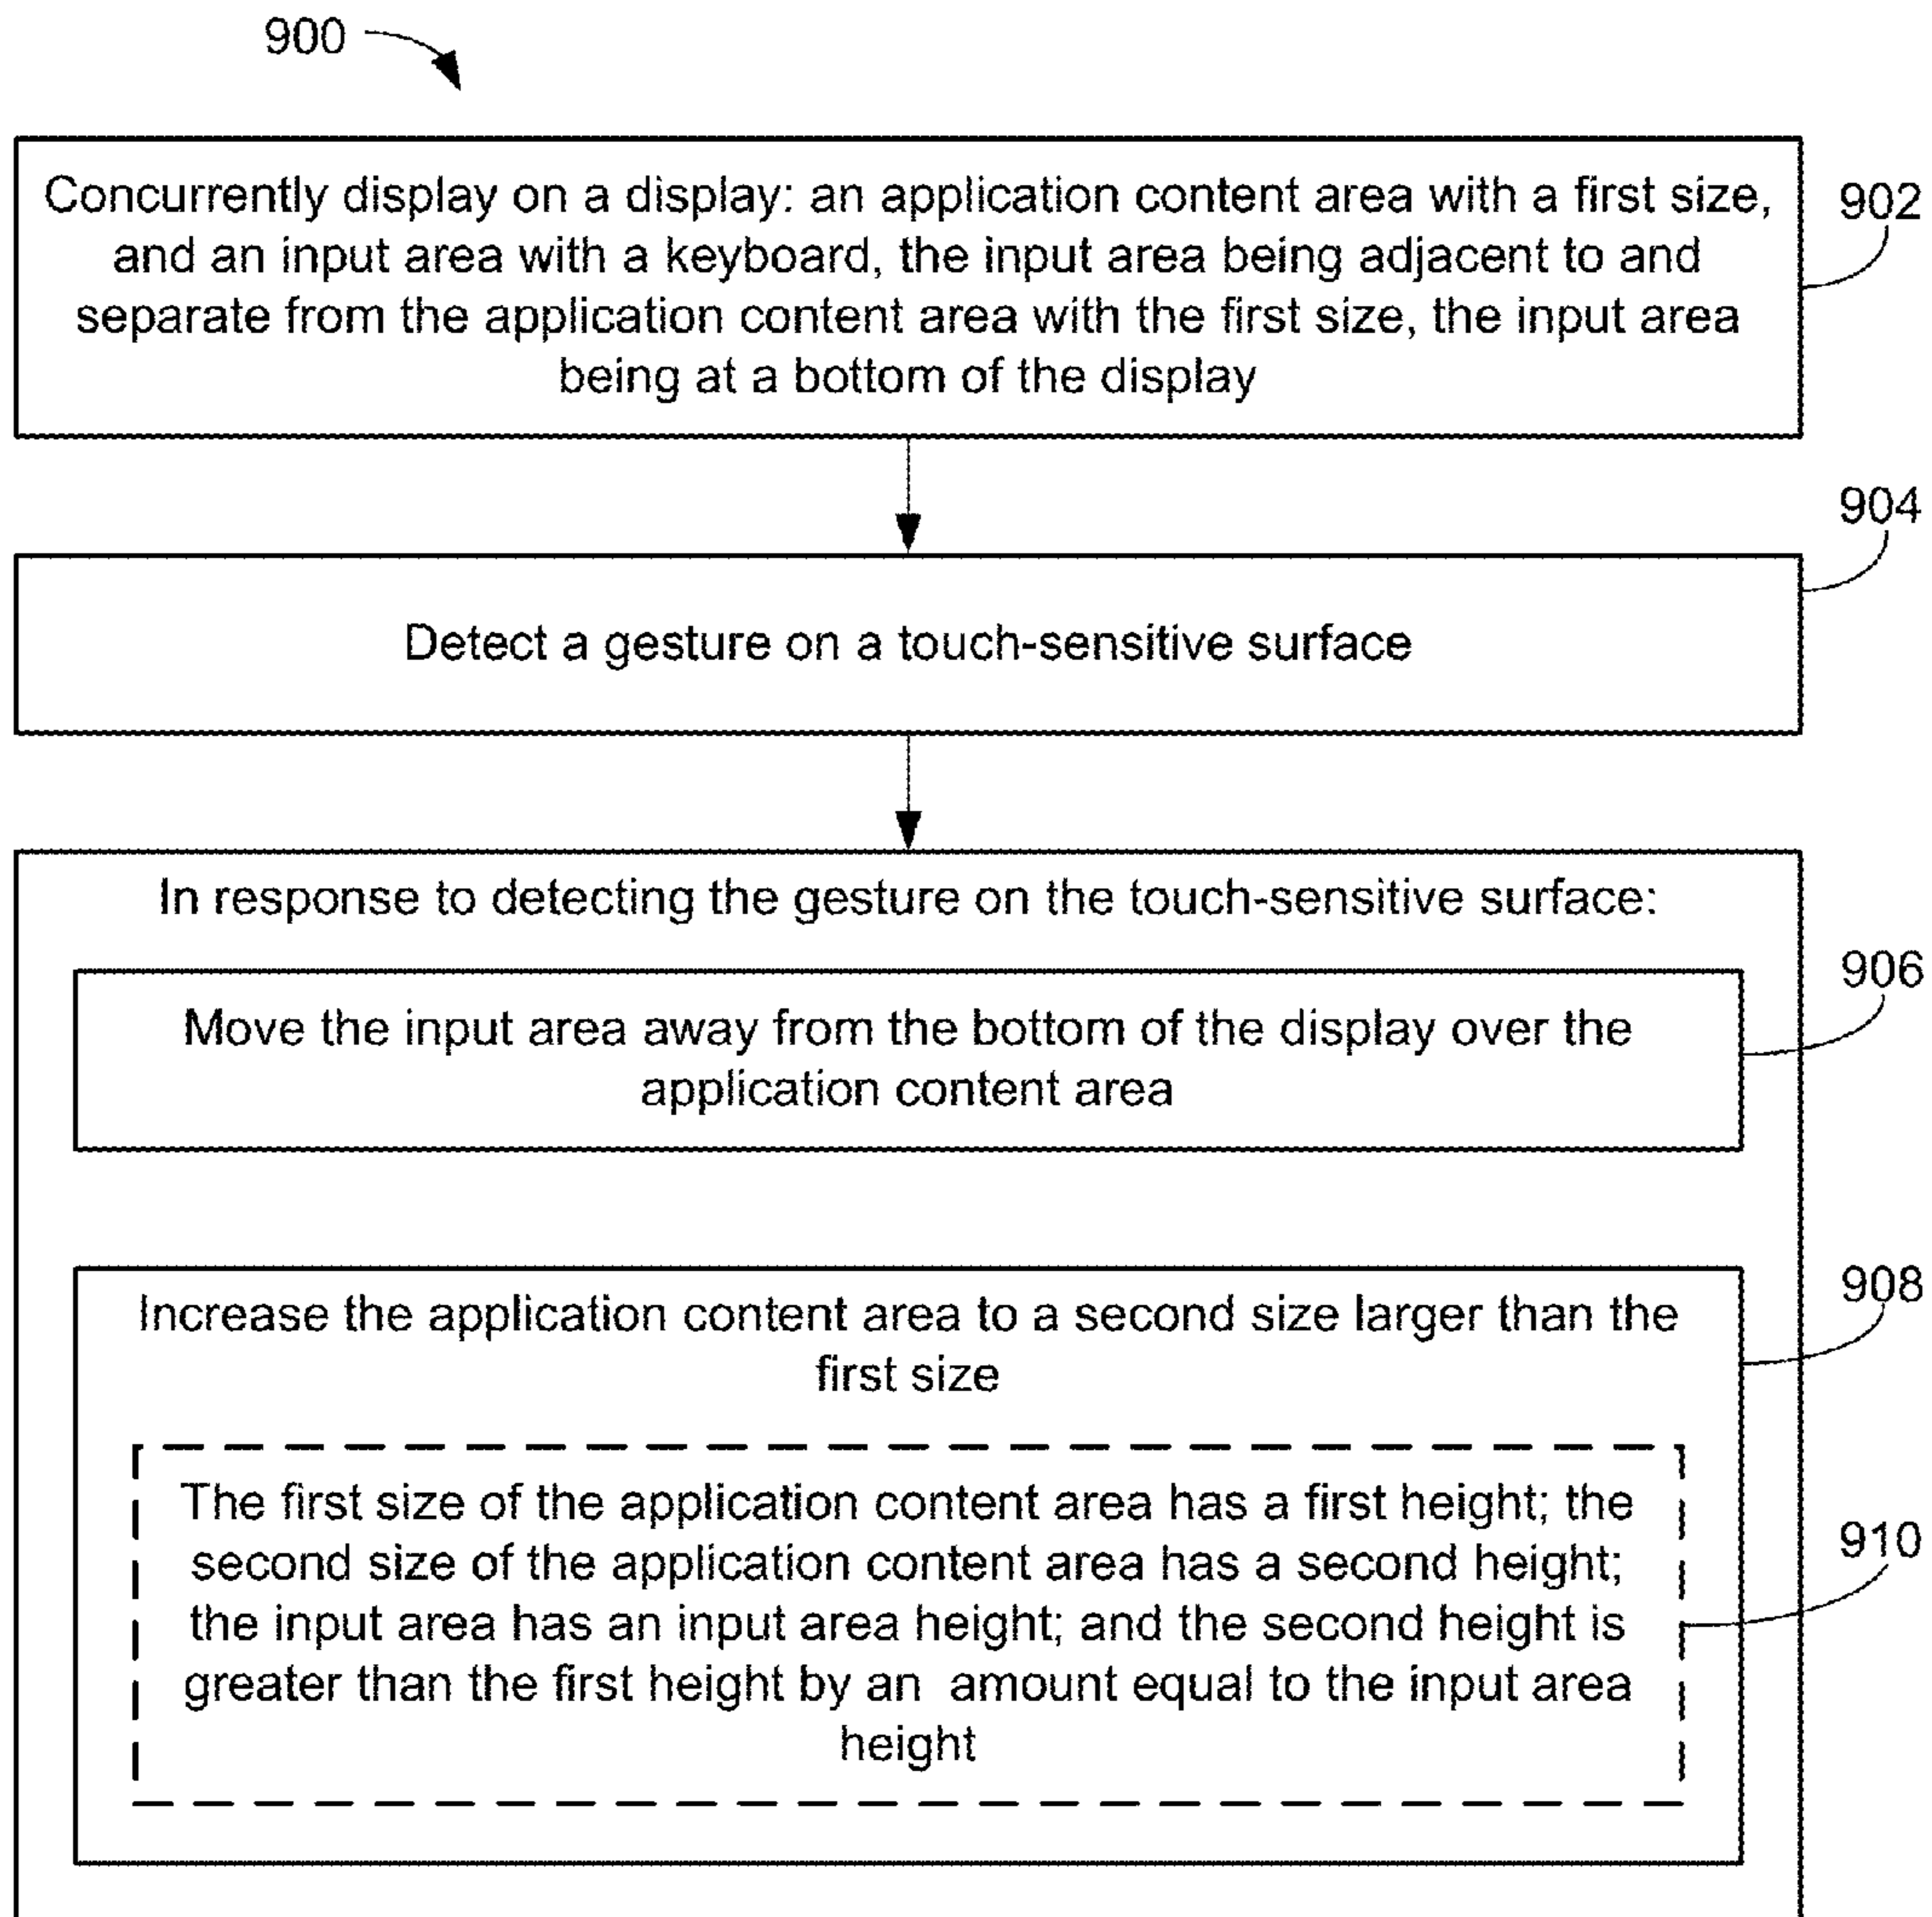 900
Concurrently display on a display: an application content area with a first size,
and an input area with a keyboard, the input area being adjacent to and
separate from the application content area with the first size, the input area
being at a bottom of the display
902
904
Detect a gesture on a touch-sensitive surface
In response to detecting the gesture on the touch-sensitive surface:
906
Move the input area away from the bottom of the display over the
application content area
908
Increase the application content area to a second size larger than the
first size
The first size of the application content area has a first height; the
second size of the application content area has a second height;
the input area has an input area height; and the second height is
greater than the first height by an  amount equal to the input area
height
910